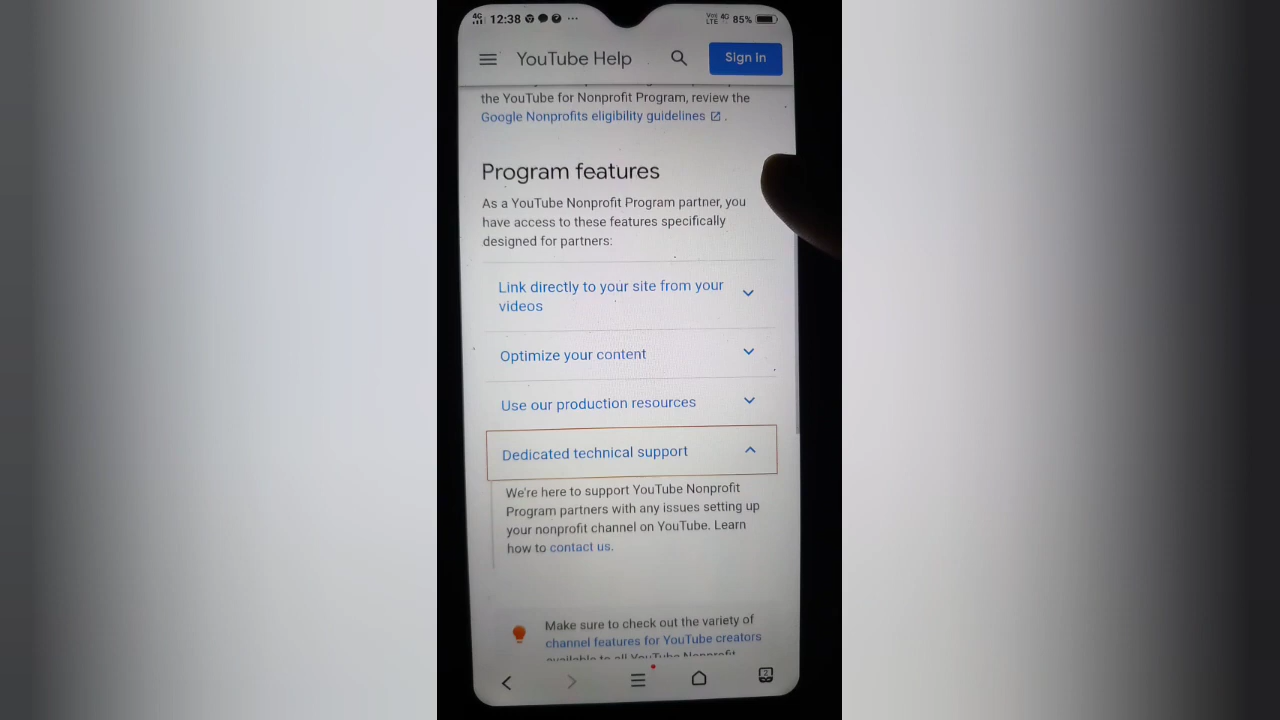 4G 12:38 ··· Vo) LTE 4G 85%
YouTube Help
Sign in
the YouTube for Nonprofit Program, review the
Google Nonprofits eligibility guidelines .
Program features
As a YouTube Nonprofit Program partner, you
have access to these features specifically
designed for partners:
Link directly to your site from your
videos
Optimize your content
Use our production resources
Dedicated technical support
We're here to support YouTube Nonprofit
Program partners with any issues setting up
your nonprofit channel on YouTube. Learn
how to contact us.
Make sure to check out the variety of
channel features for YouTube creators
available to all YouTube Nonprofit
2